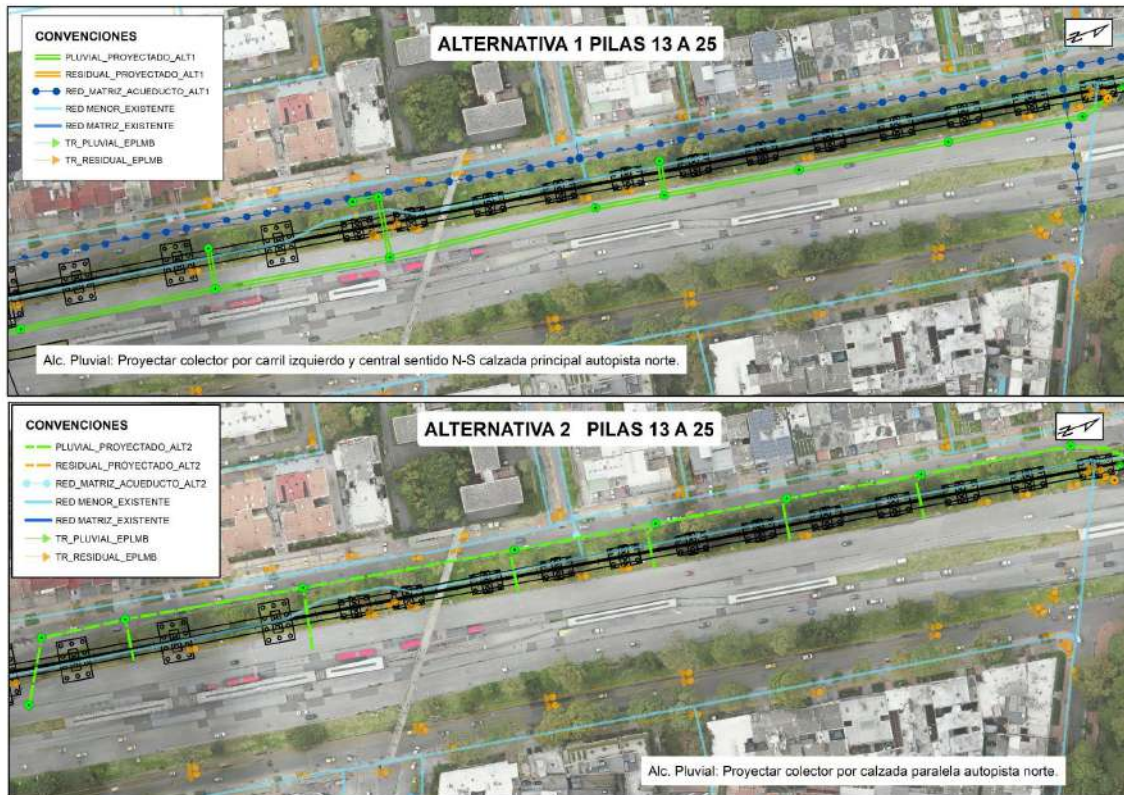 CONVENCIONES
PLUVIAL_PROYECTADO_ALT1
RESIDUAL_PROYECTADO_ALT1
RED_MATRIZ_ACUEDUCTO_ALT1
RED MENOR_EXISTENTE
RED MATRIZ_EXISTENTE
TR_PLUVIAL_EPLMB
TR_RESIDUAL_EPLMB
ALTERNATIVA 1 PILAS 13 A 25
Alc. Pluvial: Proyectar colector por carril izquierdo y central sentido N-S calzada principal autopista norte.
CONVENCIONES
PLUVIAL_PROYECTADO_ALT2
RESIDUAL_PROYECTADO_ALT2
RED_MATRIZ_ACUEDUCTO_ALT2
RED MENOR_EXISTENTE
RED MATRIZ_EXISTENTE
TR_PLUVIAL_EPLMB
TR_RESIDUAL_EPLMB
ALTERNATIVA 2 PILAS 13 A 25
Alc. Pluvial: Proyectar colector por calzada paralela autopista norte.